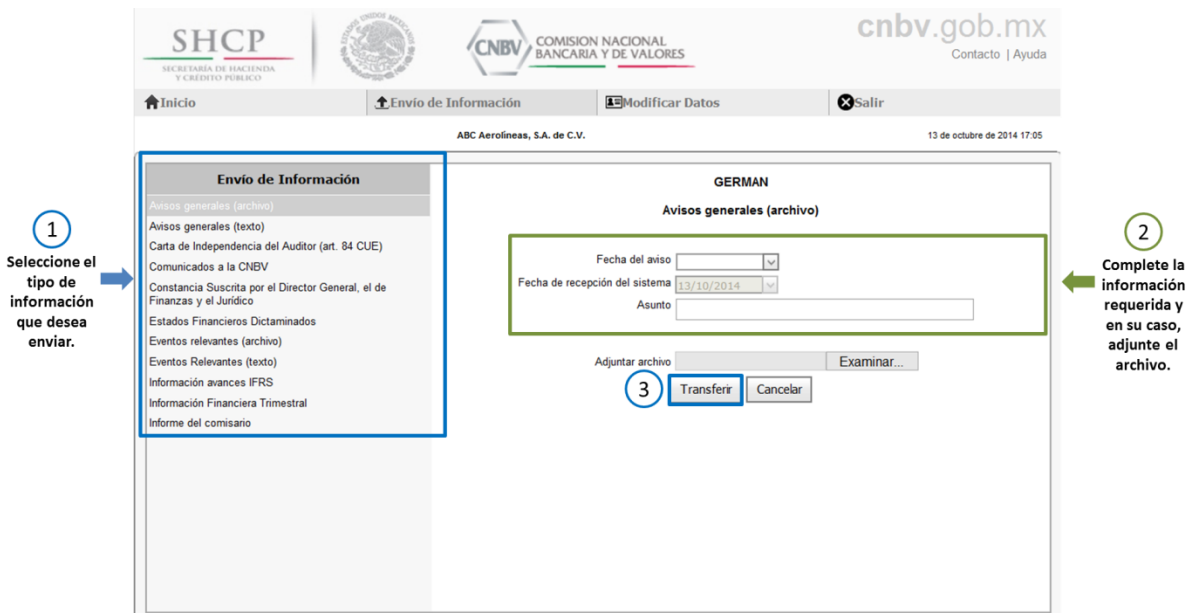 SHCP
SECRETARÍA DE HACIENDA
Y CRÉDITO PÚBLICO
ESTADOS UNIDOS MEXICANOS
CNBV
COMISION NACIONAL
BANCARIA Y DE VALORES
cnbv.gob.mx
Contacto | Ayuda
Inicio
Envío de Información
Modificar Datos
Salir
ABC Aerolineas, S.A. de C.V.
13 de octubre de 2014 17:05
1
Seleccione el
tipo de
información
que desea
enviar.
Envío de Información
Avisos generales (archivo)
Avisos generales (texto)
Carta de Independencia del Auditor (art. 84 CUE)
Comunicados a la CNBV
Constancia Suscrita por el Director General, el de
Finanzas y el Jurídico
Estados Financieros Dictaminados
Eventos relevantes (archivo)
Eventos Relevantes (texto)
Información avances IFRS
Información Financiera Trimestral
Informe del comisario
GERMAN
Avisos generales (archivo)
Fecha del aviso
Fecha de recepción del sistema 13/10/2014
Asunto
Adjuntar archivo Examinar...
3 Transferir Cancelar
2
Complete la
información
requerida y
en su caso,
adjunte el
archivo.